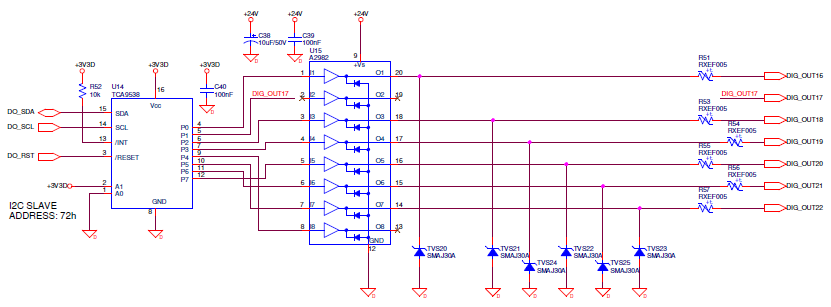 +24V
+24V
+24V
C38
10uF/50V
C39
100nF
D
D
+3V3D
+3V3D
+3V3D
U15
A2982
9
+Vs
R52
10k
U14
TCA9538
16
Vcc
C40
100nF
D
R51
RXEF005
+t
1
I1
O1
20
DIG_OUT16
DO_SDA
15
SDA
P0
4
DIG_OUT17
2
I2
O2
19
DIG_OUT17
DIG_OUT17
DO_SCL
14
SCL
P1
5
R53
RXEF005
+t
P2
6
3
I3
O3
18
DIG_OUT18
13
/INT
P3
7
R54
RXEF005
+t
4
I4
O4
17
DIG_OUT19
DO_RST
3
/RESET
P4
9
R55
RXEF005
+t
P5
10
5
I5
O5
16
DIG_OUT20
P6
11
R56
RXEF005
+t
P7
12
+3V3D
2
A1
6
I6
O6
15
DIG_OUT21
1
A0
R57
RXEF005
+t
GND
8
7
I7
O7
14
DIG_OUT22
I2C SLAVE
ADDRESS: 72h
D
D
8
I8
O8
13
GND
12
TVS20
SMAJ30A
TVS21
SMAJ30A
TVS22
SMAJ30A
TVS23
SMAJ30A
TVS24
SMAJ30A
TVS25
SMAJ30A
D
D
D
D
D
D
D